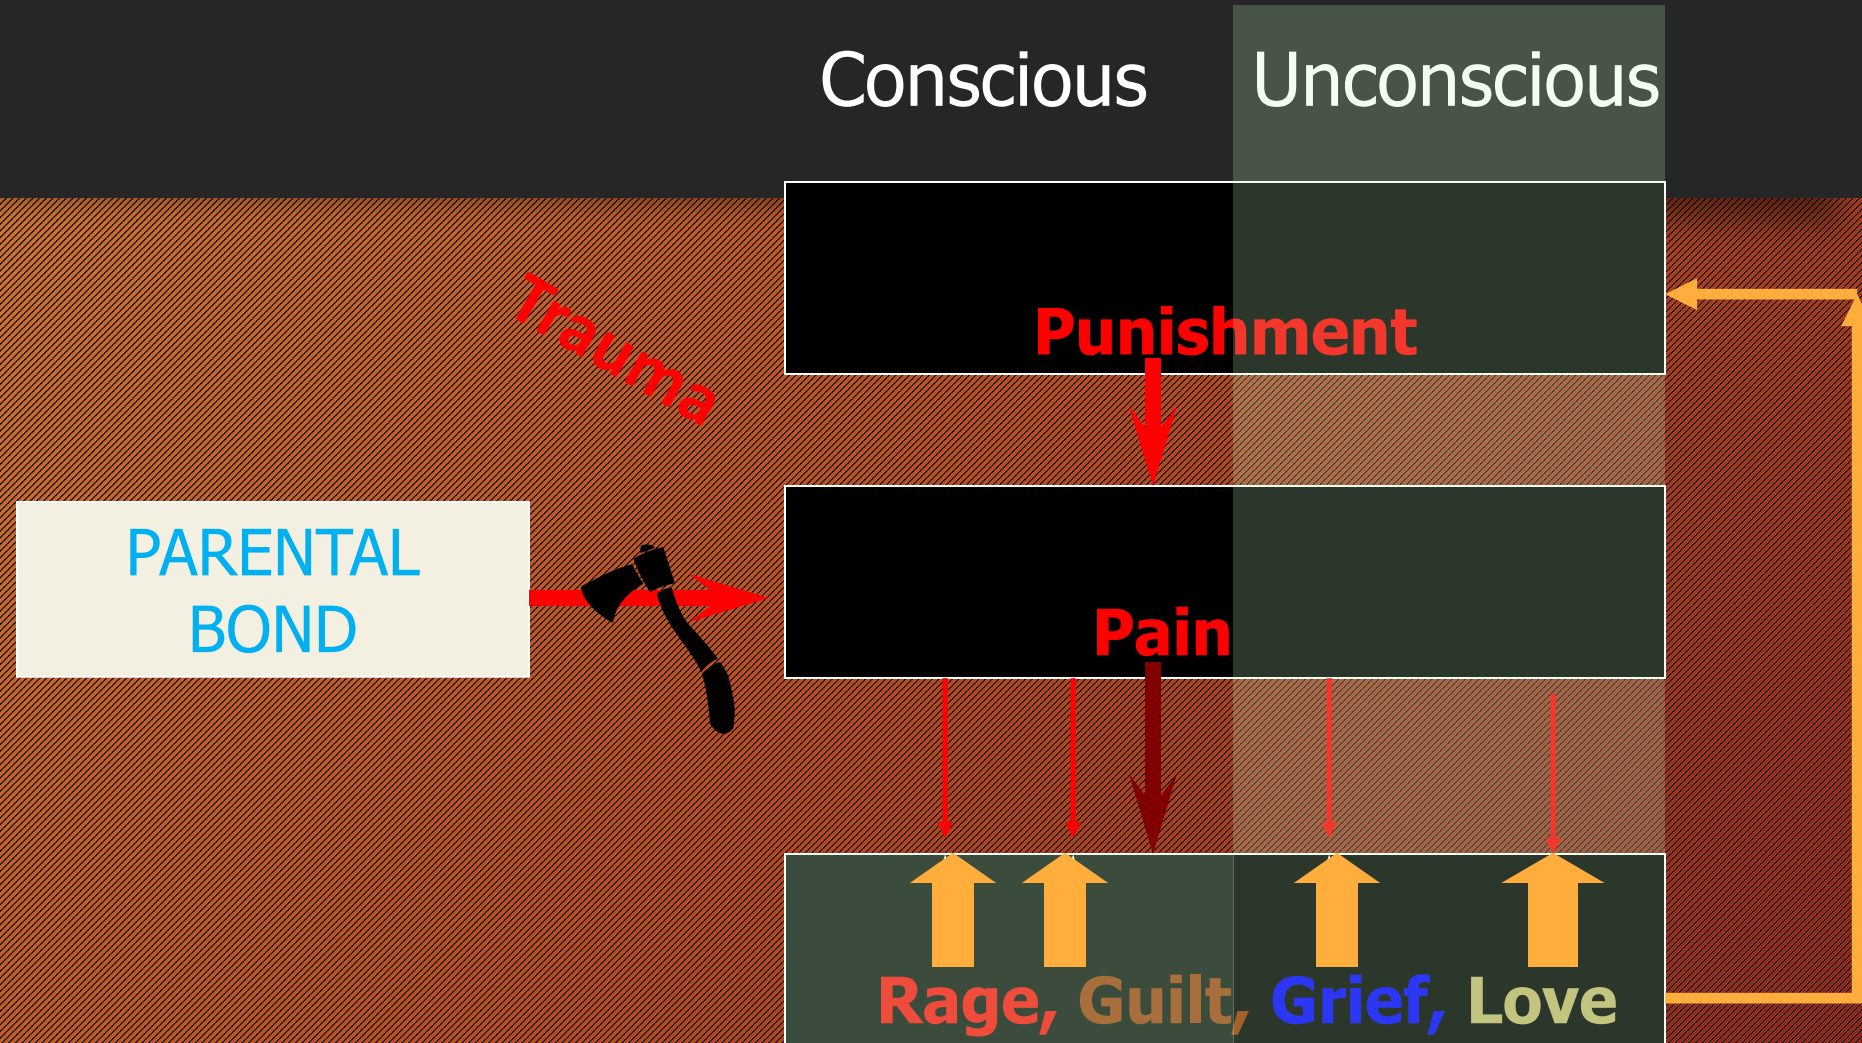 Conscious
Unconscious
Trauma
Punishment
PARENTAL
BOND
Pain
Rage, Guilt, Grief, Love